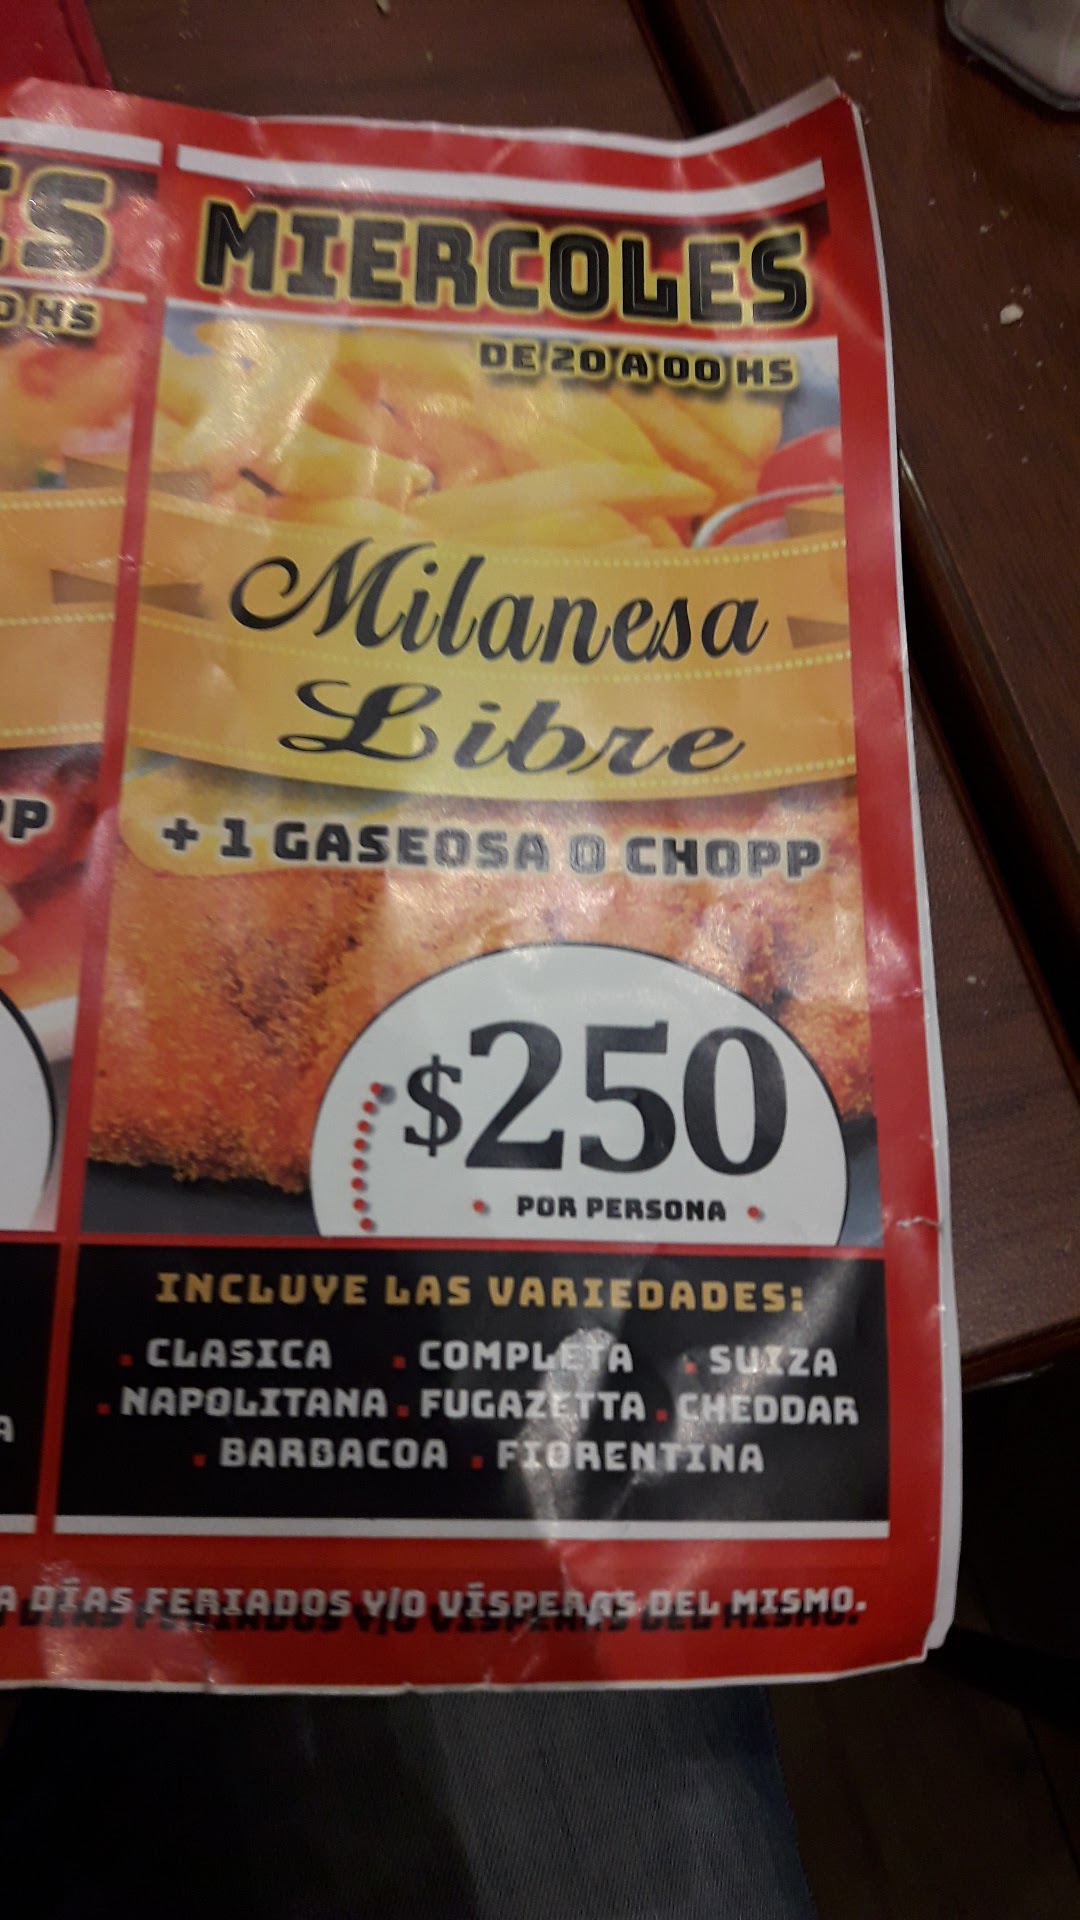 MIERCOLES
DE 20 A 00 HS
Milanesa
Libre
+ 1 GASEOSA O CHOPP
$250
POR PERSONA
INCLUYE LAS VARIEDADES:
. CLASICA . COMPLETA . SUIZA
. NAPOLITANA . FUGAZETTA . CHEDDAR
. BARBACOA . FIORENTINA
A DÍAS FERIADOS Y/O VÍSPERAS DEL MISMO.
HS